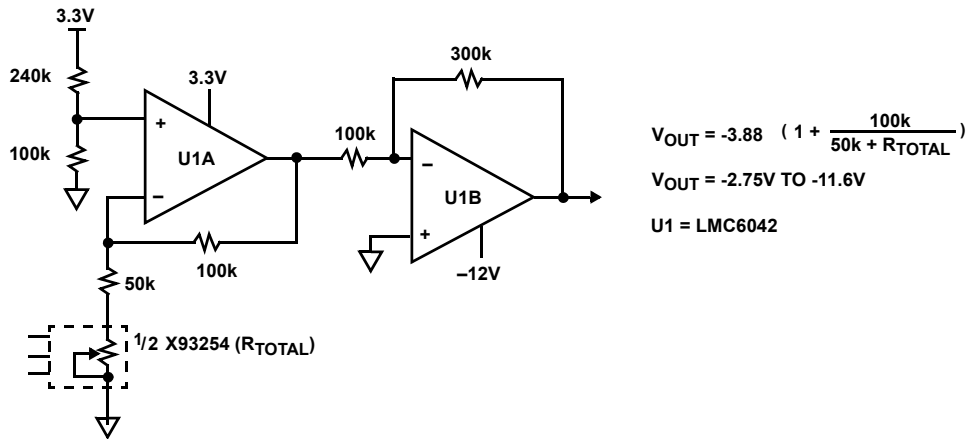 3.3V
240k
100k
3.3V
+
U1A
−
100k
50k
1/2 X93254 (RTOTAL)
100k
300k
−
U1B
+
–12V
VOUT = -3.88 ( 1 + 100k / 50k + RTOTAL )
VOUT = -2.75V TO -11.6V
U1 = LMC6042